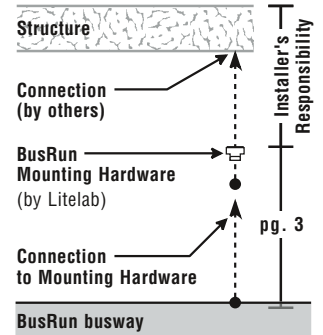 Structure
Connection
(by others)
BusRun
Mounting Hardware
(by Litelab)
Connection
to Mounting Hardware
BusRun busway
Installer's
Responsibility
pg. 3